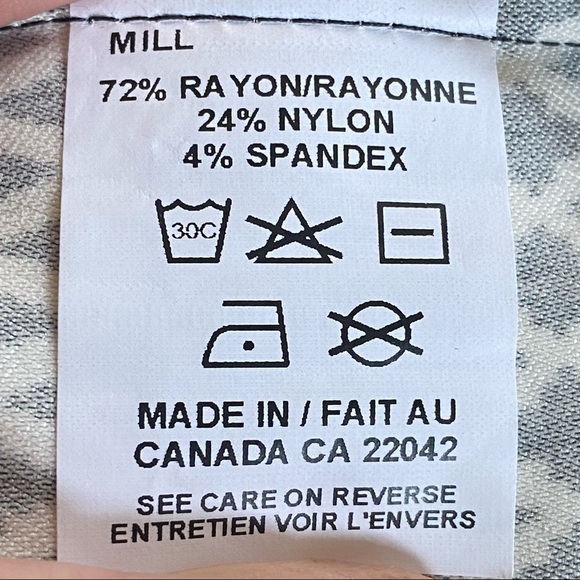 MILL
72% RAYON/RAYONNE
24% NYLON
4% SPANDEX
30C
MADE IN / FAIT AU
CANADA CA 22042
SEE CARE ON REVERSE
ENTRETIEN VOIR L'ENVERS